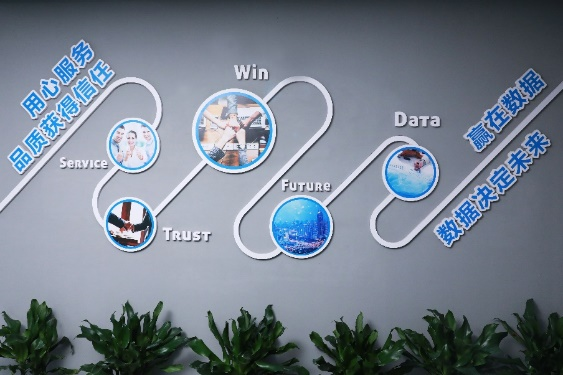 用心服务
品质获得信任
Service
Trust
Win
Future
Data
赢在数据
数据决定未来